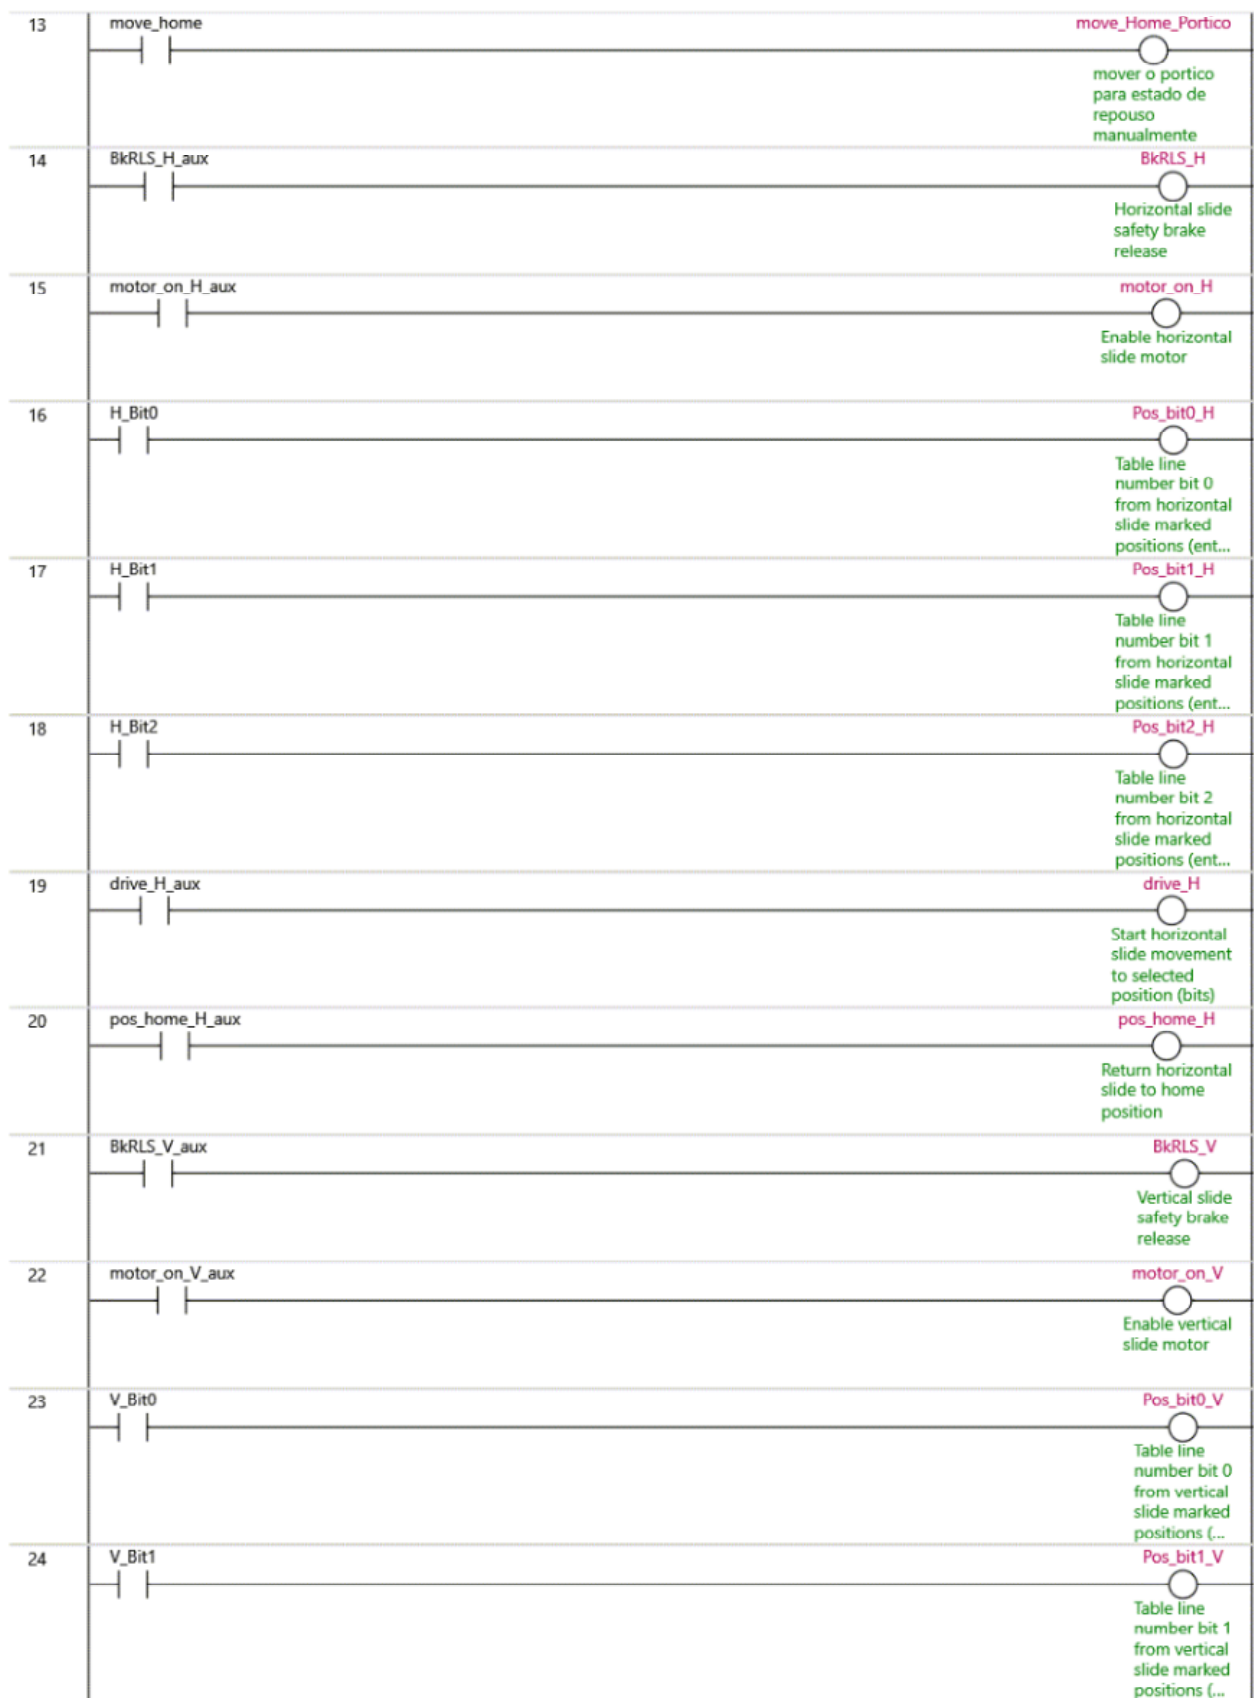 13
move_home
move_Home_Portico
mover o portico
para estado de
repouso
manualmente
14
BkRLS_H_aux
BkRLS_H
Horizontal slide
safety brake
release
15
motor_on_H_aux
motor_on_H
Enable horizontal
slide motor
16
H_Bit0
Pos_bit0_H
Table line
number bit 0
from horizontal
slide marked
positions (ent...
17
H_Bit1
Pos_bit1_H
Table line
number bit 1
from horizontal
slide marked
positions (ent...
18
H_Bit2
Pos_bit2_H
Table line
number bit 2
from horizontal
slide marked
positions (ent...
19
drive_H_aux
drive_H
Start horizontal
slide movement
to selected
position (bits)
20
pos_home_H_aux
pos_home_H
Return horizontal
slide to home
position
21
BkRLS_V_aux
BkRLS_V
Vertical slide
safety brake
release
22
motor_on_V_aux
motor_on_V
Enable vertical
slide motor
23
V_Bit0
Pos_bit0_V
Table line
number bit 0
from vertical
slide marked
positions (...
24
V_Bit1
Pos_bit1_V
Table line
number bit 1
from vertical
slide marked
positions (...